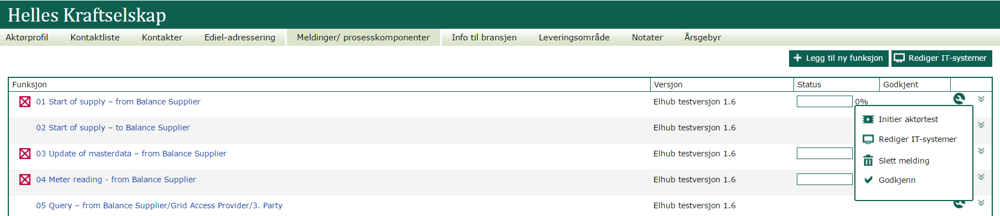 Helles Kraftselskap
Aktørprofil Kontaktliste Kontakter Ediel-adressering Meldinger/ prosesskomponenter Info til bransjen Leveringsområde Notater Årsgebyr
Legg til ny funksjon Rediger IT-systemer
Funksjon Versjon Status Godkjent
01 Start of supply – from Balance Supplier Elhub testversjon 1.6 0%
Initier aktørtest
02 Start of supply – to Balance Supplier Elhub testversjon 1.6
Rediger IT-systemer
03 Update of masterdata – from Balance Supplier Elhub testversjon 1.6
Slett melding
04 Meter reading - from Balance Supplier Elhub testversjon 1.6
Godkjenn
05 Query – from Balance Supplier/Grid Access Provider/3. Party Elhub testversjon 1.6